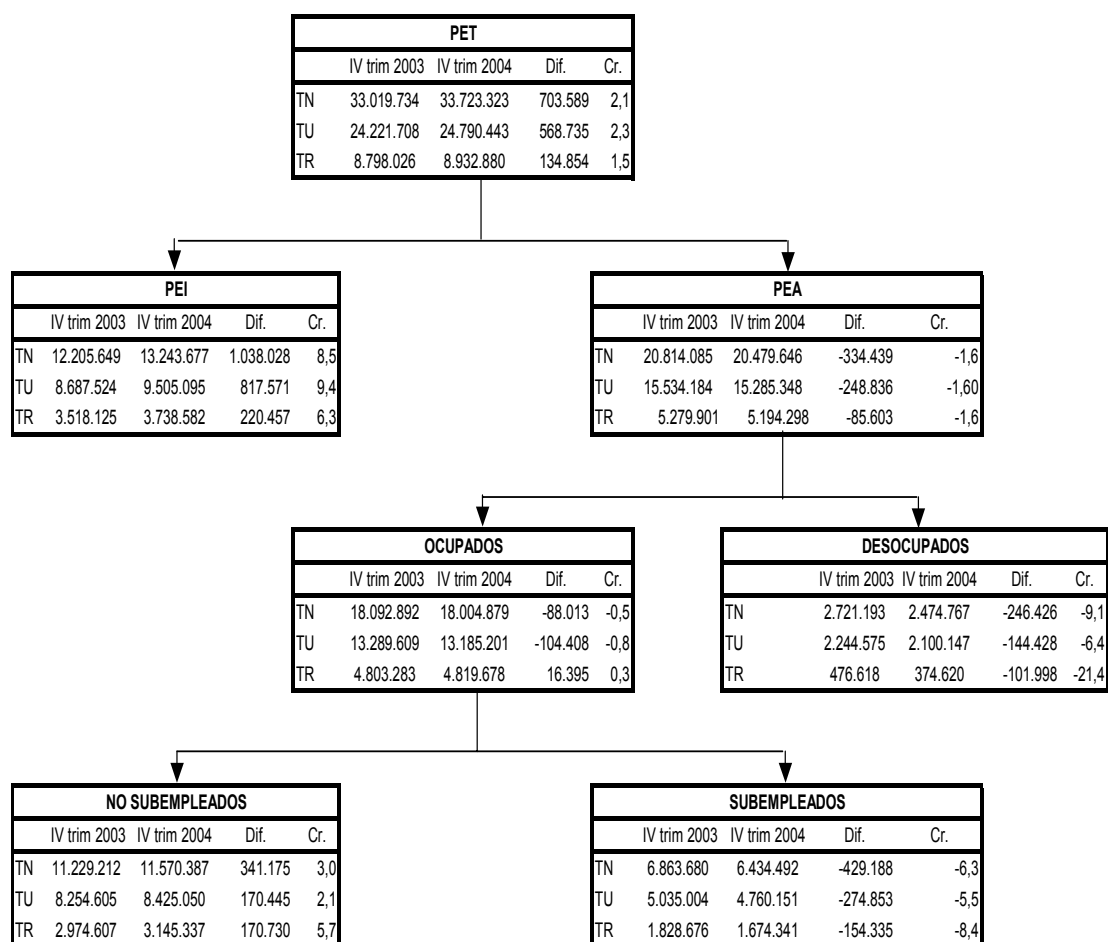 PET
IV trim 2003 IV trim 2004 Dif. Cr.
TN 33.019.734 33.723.323 703.589 2,1
TU 24.221.708 24.790.443 568.735 2,3
TR 8.798.026 8.932.880 134.854 1,5
PEI
IV trim 2003 IV trim 2004 Dif. Cr.
TN 12.205.649 13.243.677 1.038.028 8,5
TU 8.687.524 9.505.095 817.571 9,4
TR 3.518.125 3.738.582 220.457 6,3
PEA
IV trim 2003 IV trim 2004 Dif. Cr.
TN 20.814.085 20.479.646 -334.439 -1,6
TU 15.534.184 15.285.348 -248.836 -1,60
TR 5.279.901 5.194.298 -85.603 -1,6
OCUPADOS
IV trim 2003 IV trim 2004 Dif. Cr.
TN 18.092.892 18.004.879 -88.013 -0,5
TU 13.289.609 13.185.201 -104.408 -0,8
TR 4.803.283 4.819.678 16.395 0,3
DESOCUPADOS
IV trim 2003 IV trim 2004 Dif. Cr.
TN 2.721.193 2.474.767 -246.426 -9,1
TU 2.244.575 2.100.147 -144.428 -6,4
TR 476.618 374.620 -101.998 -21,4
NO SUBEMPLEADOS
IV trim 2003 IV trim 2004 Dif. Cr.
TN 11.229.212 11.570.387 341.175 3,0
TU 8.254.605 8.425.050 170.445 2,1
TR 2.974.607 3.145.337 170.730 5,7
SUBEMPLEADOS
IV trim 2003 IV trim 2004 Dif. Cr.
TN 6.863.680 6.434.492 -429.188 -6,3
TU 5.035.004 4.760.151 -274.853 -5,5
TR 1.828.676 1.674.341 -154.335 -8,4